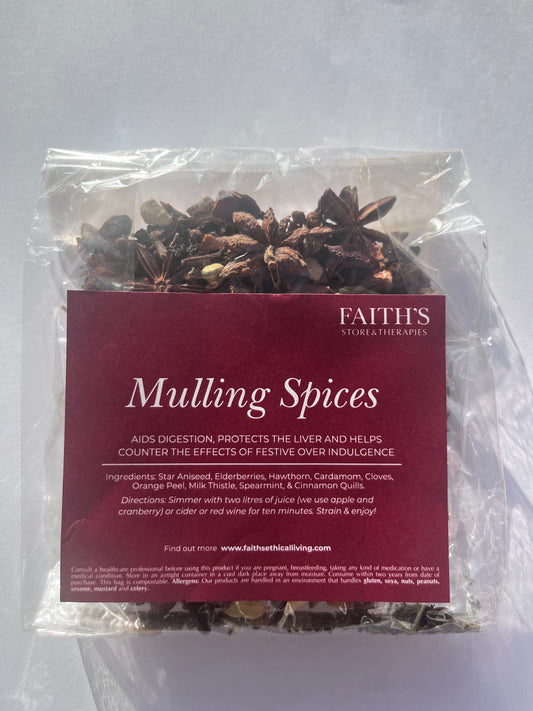 FAITH'S
STORE&THERAPIES
Mulling Spices
AIDS DIGESTION, PROTECTS THE LIVER AND HELPS
COUNTER THE EFFECTS OF FESTIVE OVER INDULGENCE
Ingredients: Star Aniseed, Elderberries, Hawthorn, Cardamom, Cloves,
Orange Peel, Milk Thistle, Spearmint, & Cinnamon Quills.
Directions: Simmer with two litres of juice (we use apple and
cranberry) or cider or red wine for ten minutes. Strain & enjoy!
Find out more www.faithsethicalliving.com
Consult a healthcare professional before using this product if you are pregnant, breastfeeding, taking any kind of medication or have a
medical condition. Store in an airtight container in a cool dark place away from moisture. Consume within two years from date of
purchase. This bag is compostable. Allergens: Our products are handled in an environment that handles gluten, soya, nuts, peanuts,
sesame, mustard and celery.